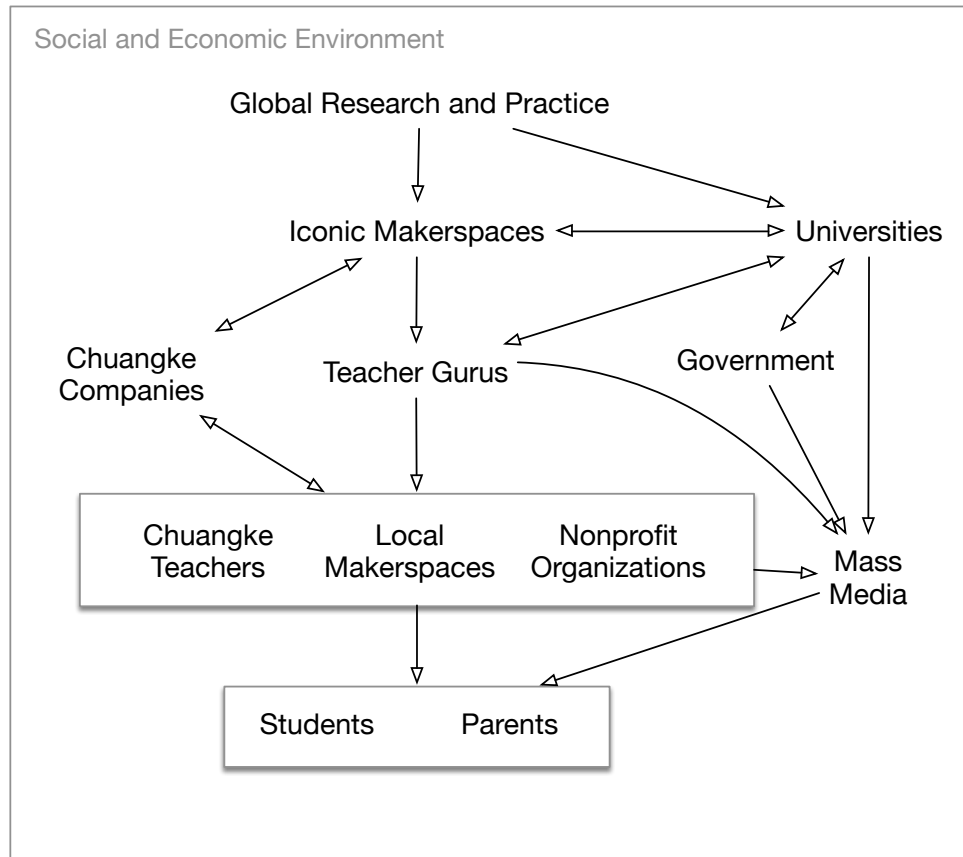 Social and Economic Environment
Global Research and Practice
Iconic Makerspaces
Universities
Chuangke
Companies
Teacher Gurus
Government
Chuangke
Teachers
Local
Makerspaces
Nonprofit
Organizations
Mass
Media
Students
Parents